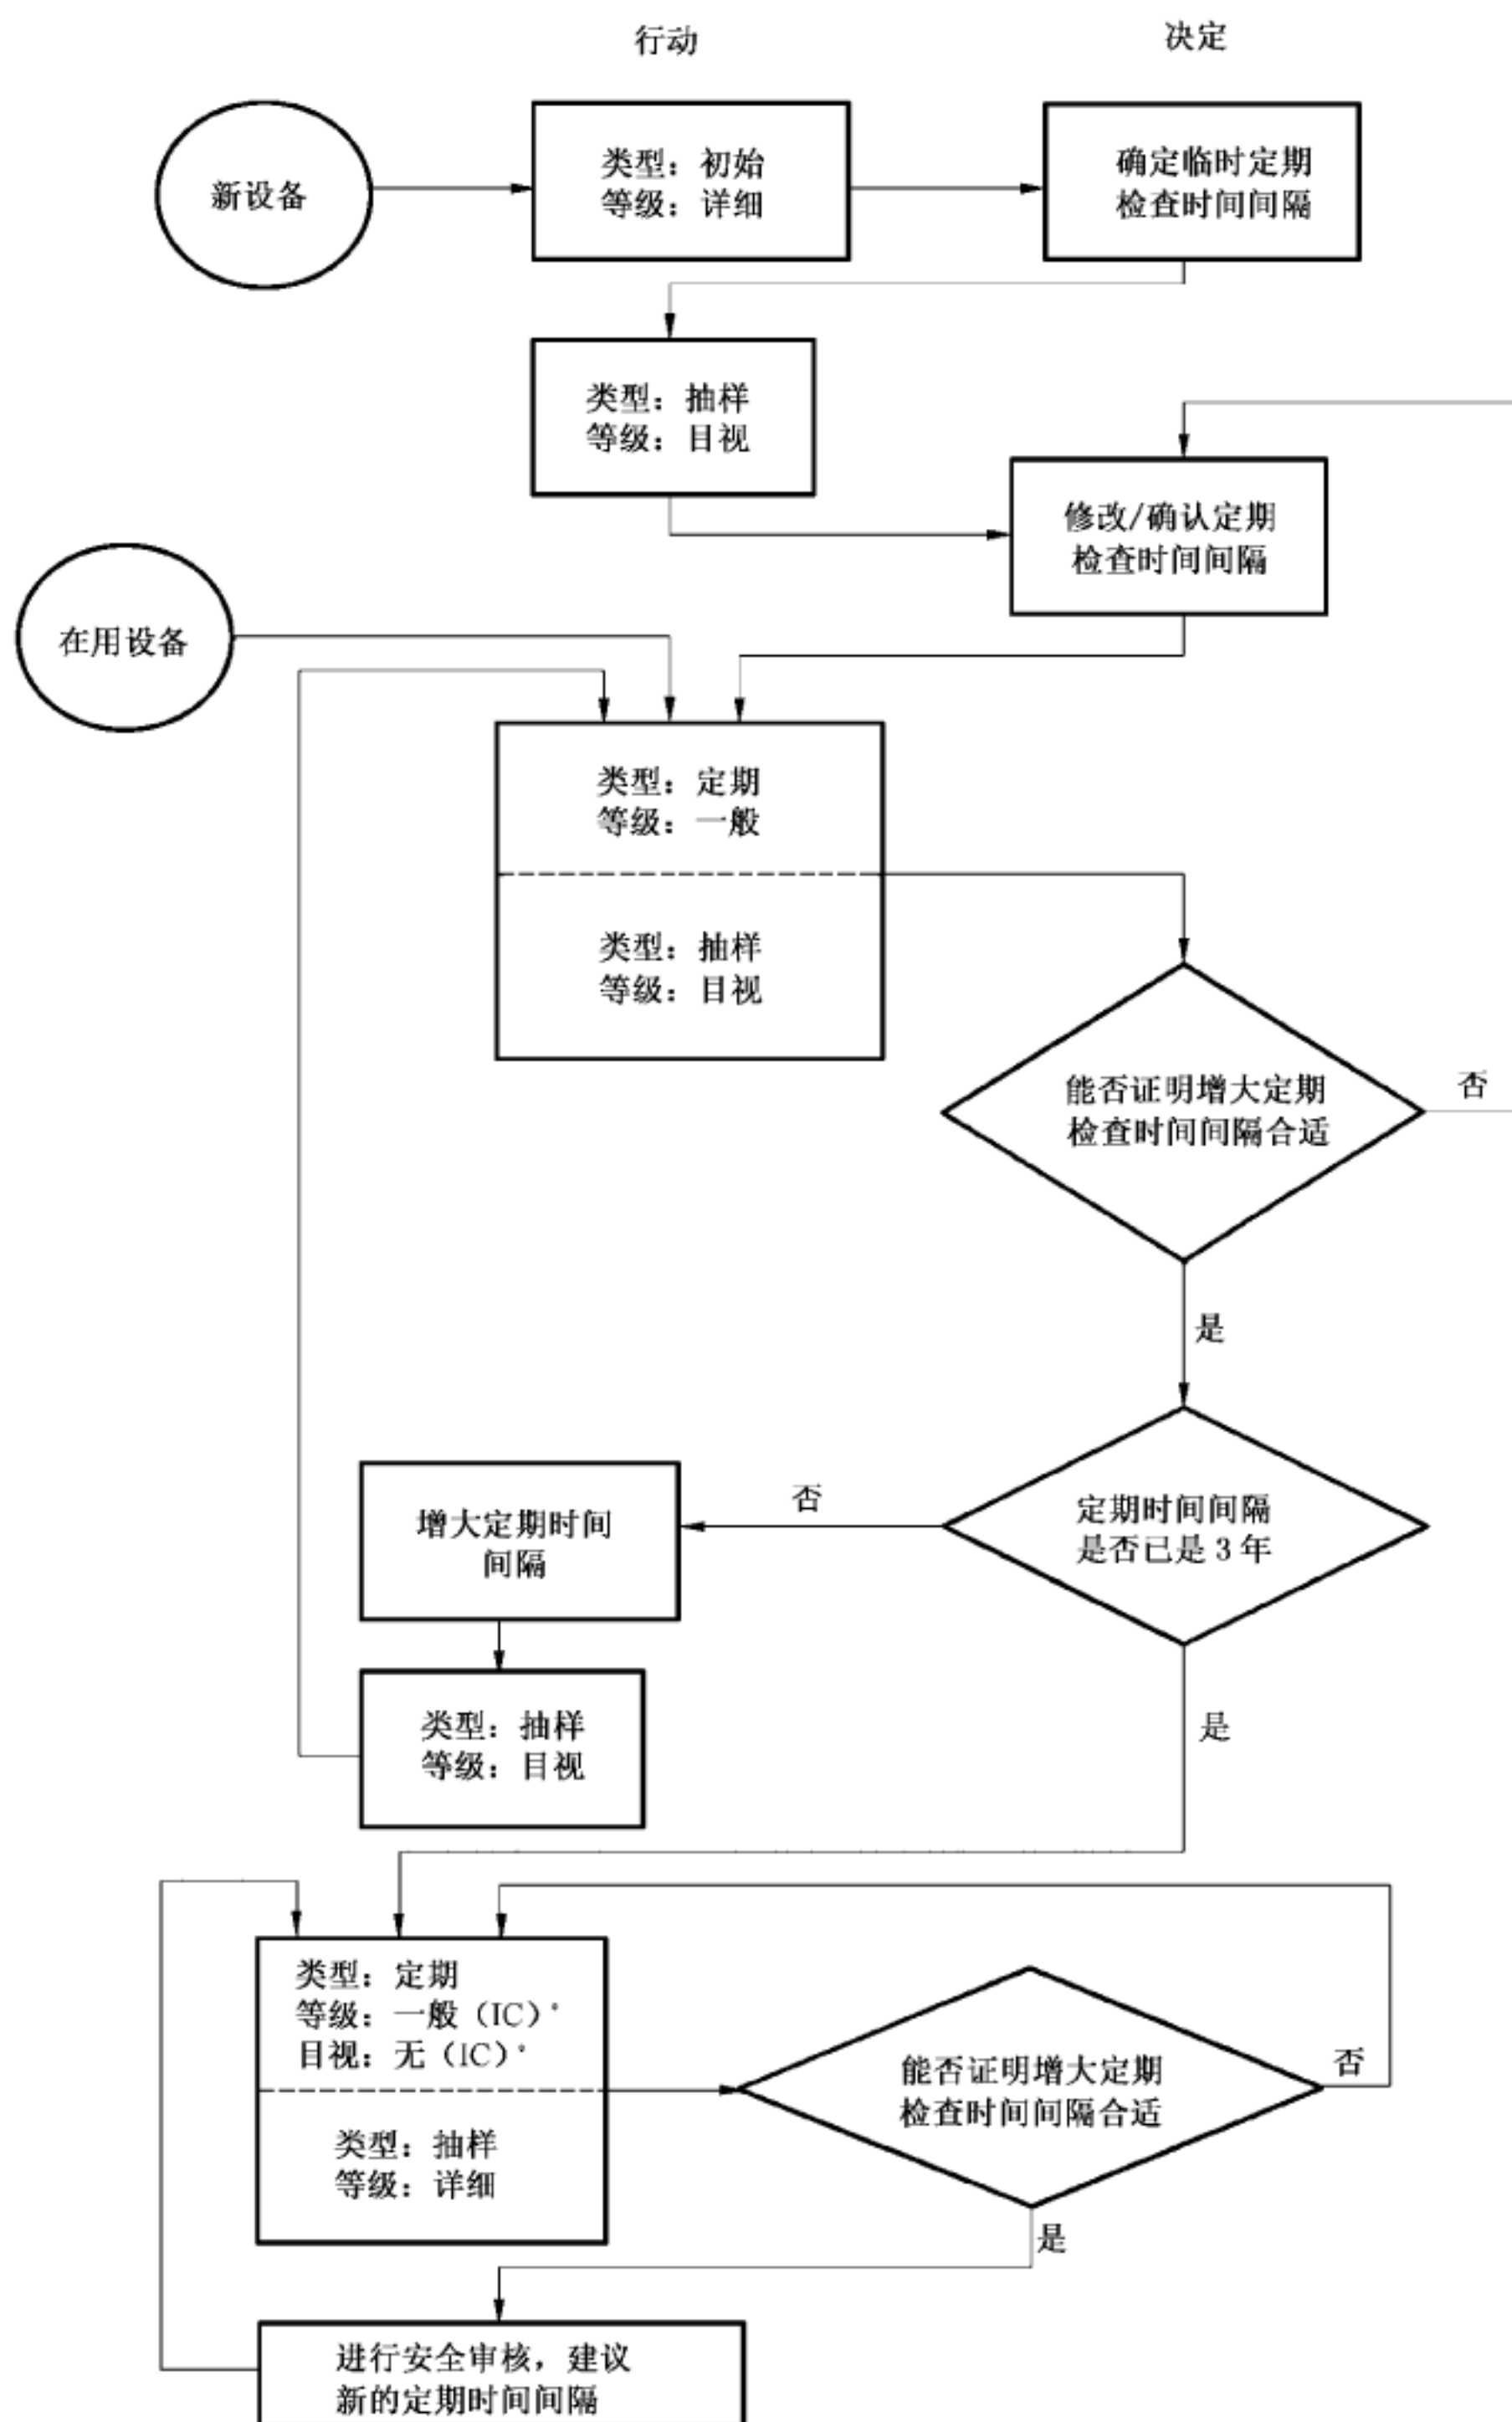 行动
决定
新设备
类型：初始
等级：详细
确定临时定期
检查时间间隔
类型：抽样
等级：目视
修改/确认定期
检查时间间隔
在用设备
类型：定期
等级：一般
类型：抽样
等级：目视
能否证明增大定期
检查时间间隔合适
否
是
定期时间间隔
是否已是3年
否
增大定期时间
间隔
类型：抽样
等级：目视
是
类型：定期
等级：一般（IC）*
目视：无（IC）*
类型：抽样
等级：详细
能否证明增大定期
检查时间间隔合适
否
是
进行安全审核，建议
新的定期时间间隔